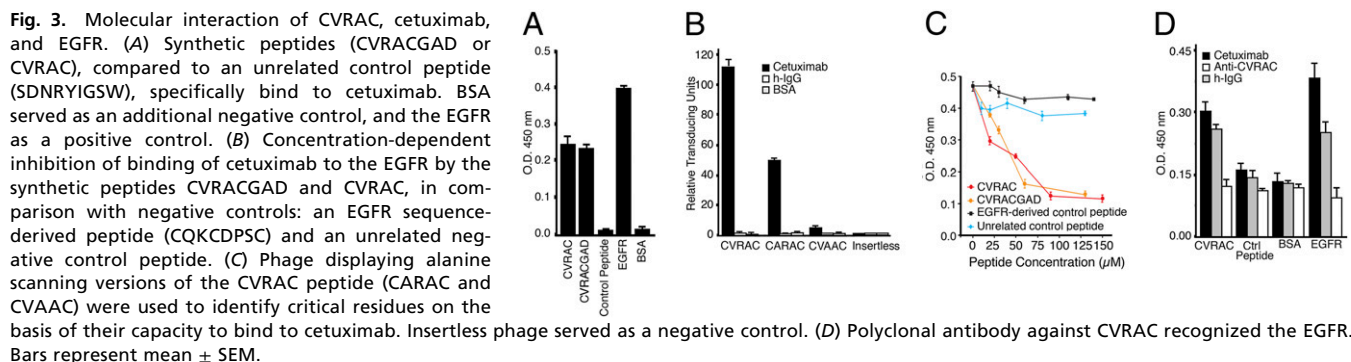 Fig. 3. Molecular interaction of CVRAC, cetuximab,
and EGFR. (A) Synthetic peptides (CVRACGAD or
CVRAC), compared to an unrelated control peptide
(SDNRYIGSW), specifically bind to cetuximab. BSA
served as an additional negative control, and the EGFR
as a positive control. (B) Concentration-dependent
inhibition of binding of cetuximab to the EGFR by the
synthetic peptides CVRACGAD and CVRAC, in com-
parison with negative controls: an EGFR sequence-
derived peptide (CQKCDPSC) and an unrelated neg-
ative control peptide. (C) Phage displaying alanine
scanning versions of the CVRAC peptide (CARAC and
CVAAC) were used to identify critical residues on the
basis of their capacity to bind to cetuximab. Insertless phage served as a negative control. (D) Polyclonal antibody against CVRAC recognized the EGFR.
Bars represent mean ± SEM.
A
0.5
0.4
0.3
0.2
0.1
0.0
O.D. 450 nm
CVRAC
CVRACGAD
Control Peptide
EGFR
BSA
B
120
100
80
60
40
20
0
Relative Transducing Units
Cetuximab
h-IgG
BSA
CVRAC CARAC CVAAC Insertless
C
0.5
0.4
0.3
0.2
0.1
0.0
O.D. 450 nm
CVRAC
CVRACGAD
EGFR-derived control peptide
Unrelated control peptide
0 25 50 75 100 125 150
Peptide Concentration (µM)
D
0.45
0.30
0.15
0.00
O.D. 450 nm
Cetuximab
Anti-CVRAC
h-IgG
CVRAC Ctrl BSA EGFR
Peptide